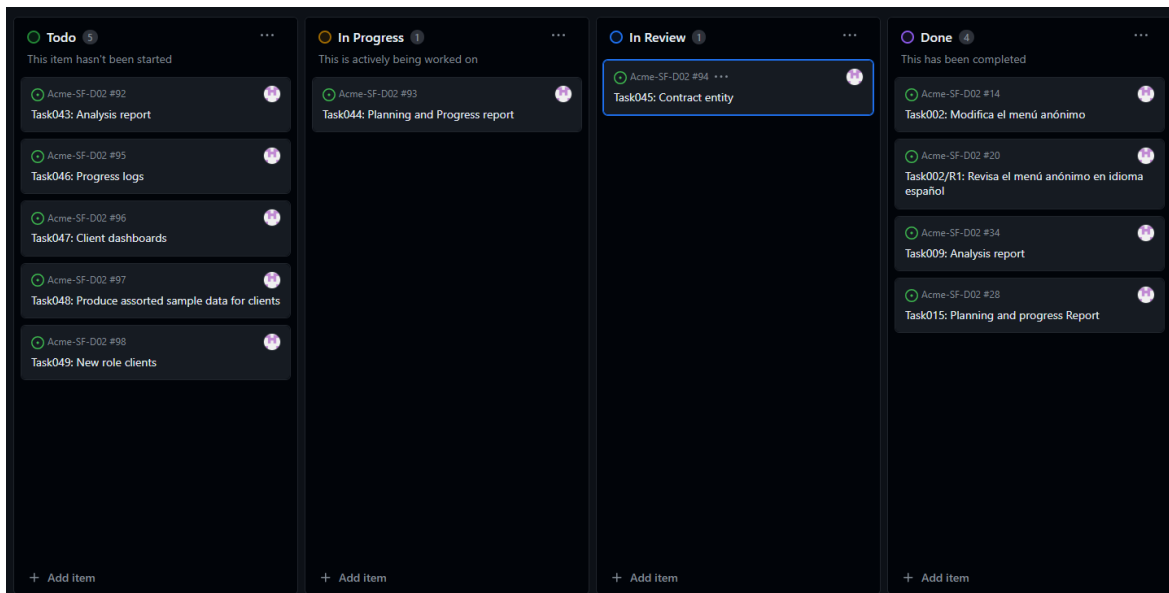 Todo 5
This item hasn't been started
Acme-SF-D02 #92
Task043: Analysis report
Acme-SF-D02 #95
Task046: Progress logs
Acme-SF-D02 #96
Task047: Client dashboards
Acme-SF-D02 #97
Task048: Produce assorted sample data for clients
Acme-SF-D02 #98
Task049: New role clients
+ Add item
In Progress 1
This is actively being worked on
Acme-SF-D02 #93
Task044: Planning and Progress report
+ Add item
In Review 1
Acme-SF-D02 #94
Task045: Contract entity
+ Add item
Done 4
This has been completed
Acme-SF-D02 #14
Task002: Modifica el menú anónimo
Acme-SF-D02 #20
Task002/R1: Revisa el menú anónimo en idioma
español
Acme-SF-D02 #34
Task009: Analysis report
Acme-SF-D02 #28
Task015: Planning and progress Report
+ Add item